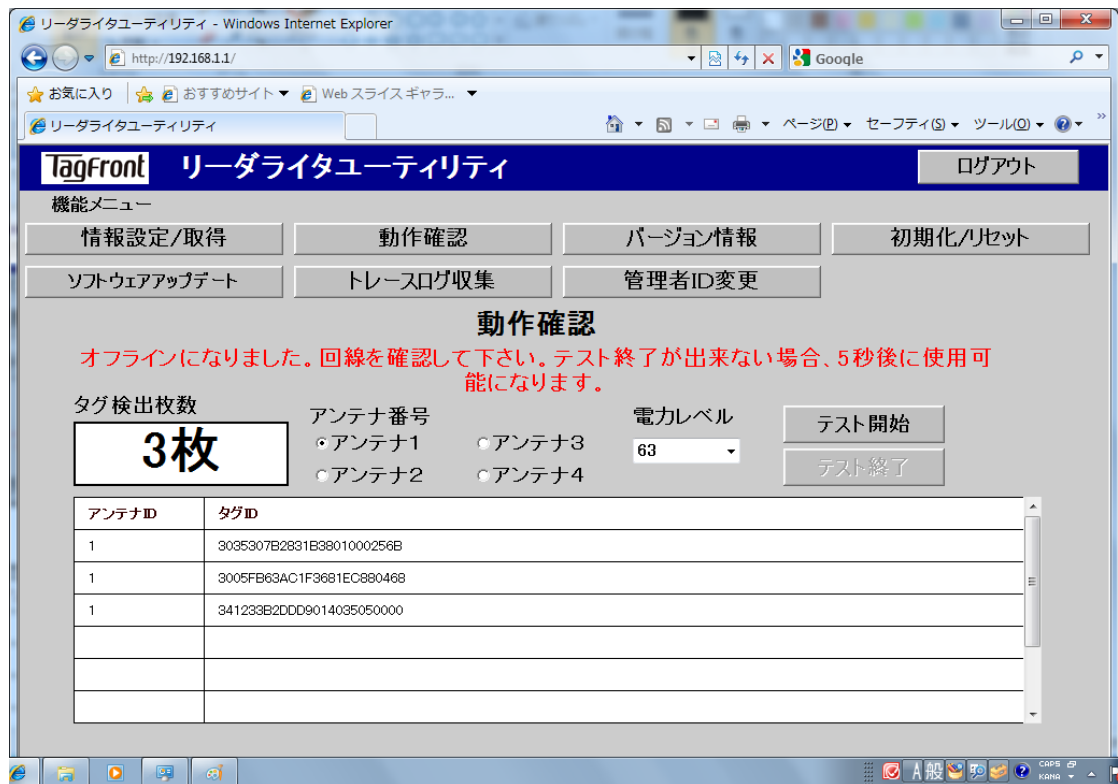 リーダライタユーティリティ - Windows Internet Explorer
http://192.168.1.1/
Google
お気に入り
おすすめサイト
Web スライス ギャラ...
リーダライタユーティリティ
ページ(P)
セーフティ(S)
ツール(O)
TagFront リーダライタユーティリティ
ログアウト
機能メニュー
情報設定/取得
動作確認
バージョン情報
初期化/リセット
ソフトウェアアップデート
トレースログ収集
管理者ID変更
動作確認
オフラインになりました。回線を確認して下さい。テスト終了が出来ない場合、5秒後に使用可
能になります。
タグ検出枚数
3枚
アンテナ番号
アンテナ1
アンテナ3
アンテナ2
アンテナ4
電力レベル
63
テスト開始
テスト終了
アンテナID タグID
1 3035307B2831B3801000256B
1 3005FB63AC1F3681EC880468
1 341233B2DDD9014035050000
A 般
CAPS
KANA